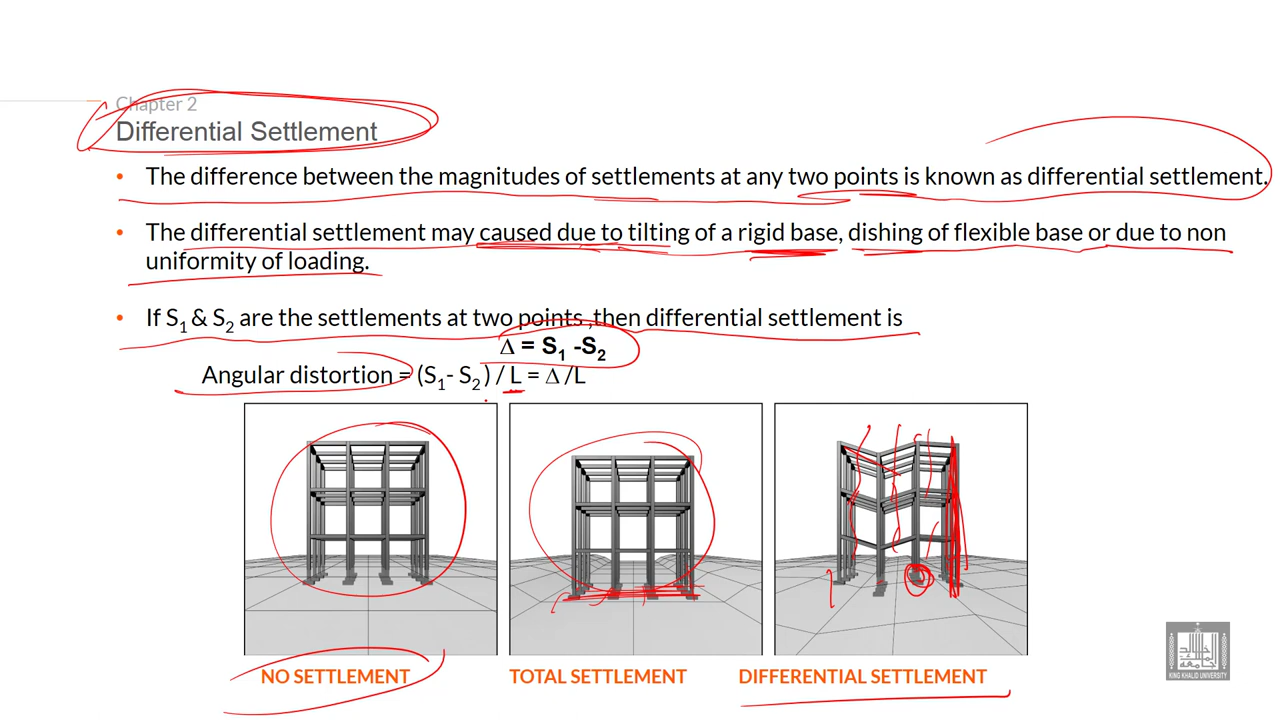 Chapter 2
Differential Settlement
• The difference between the magnitudes of settlements at any two points is known as differential settlement.
• The differential settlement may caused due to tilting of a rigid base, dishing of flexible base or due to non
uniformity of loading.
• If S1 & S2 are the settlements at two points ,then differential settlement is
Δ = S1 -S2
Angular distortion = (S1- S2 ) / L = Δ /L
NO SETTLEMENT
TOTAL SETTLEMENT
DIFFERENTIAL SETTLEMENT
KING KHALID UNIVERSITY